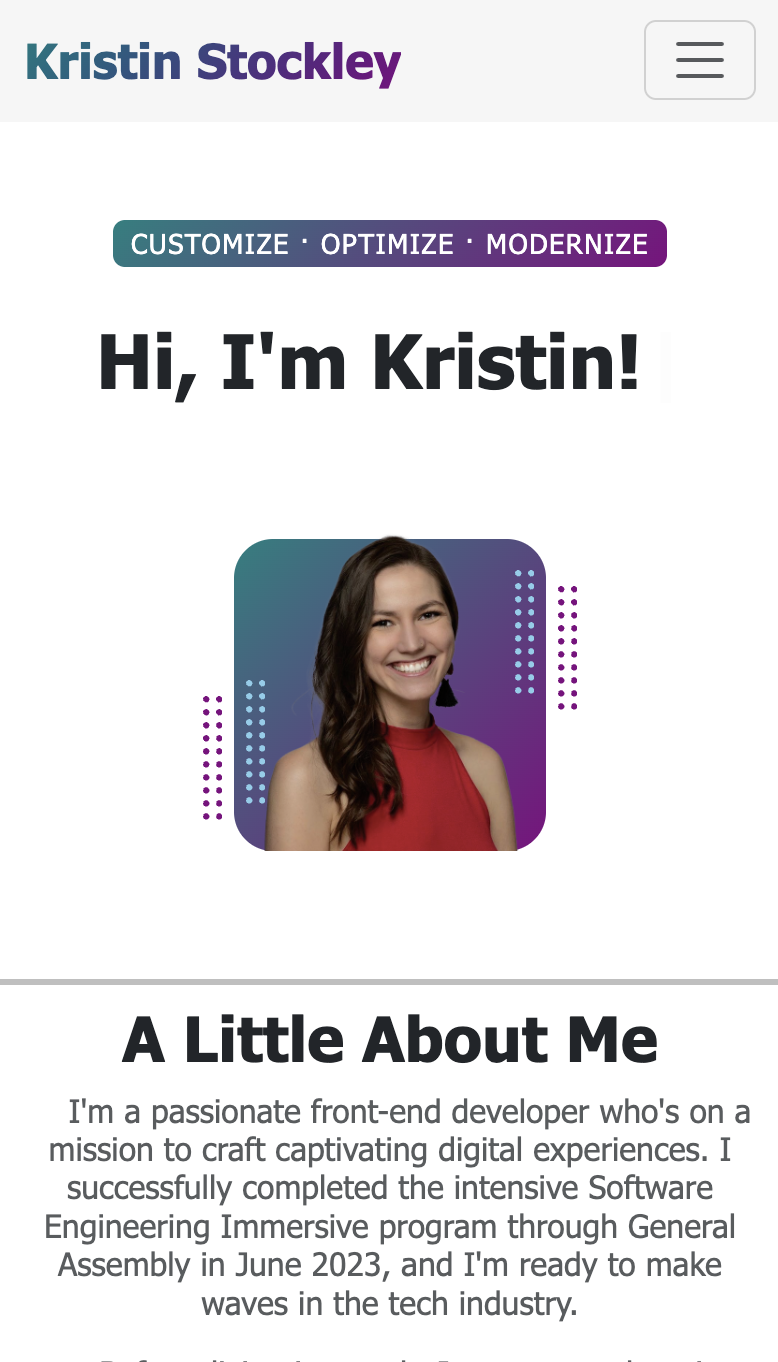 Kristin Stockley
CUSTOMIZE · OPTIMIZE · MODERNIZE
Hi, I'm Kristin!
A Little About Me
I'm a passionate front-end developer who's on a
mission to craft captivating digital experiences. I
successfully completed the intensive Software
Engineering Immersive program through General
Assembly in June 2023, and I'm ready to make
waves in the tech industry.